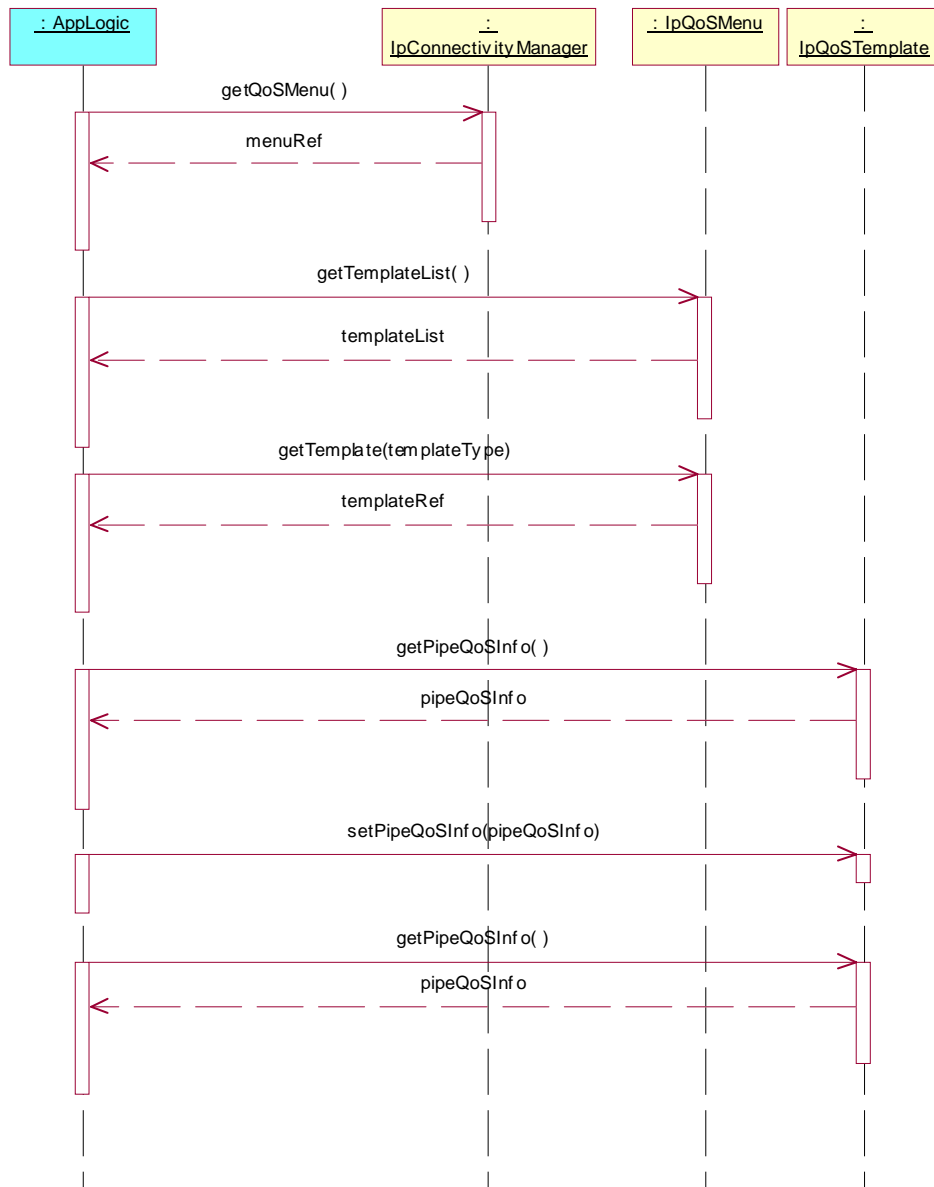 : AppLogic
:
IpConnectivityManager
: IpQoSMenu
:
IpQoSTemplate
getQoSMenu( )
menuRef
getTemplateList( )
templateList
getTemplate(templateType)
templateRef
getPipeQoSInfo( )
pipeQoSInfo
setPipeQoSInfo(pipeQoSInfo)
getPipeQoSInfo( )
pipeQoSInfo